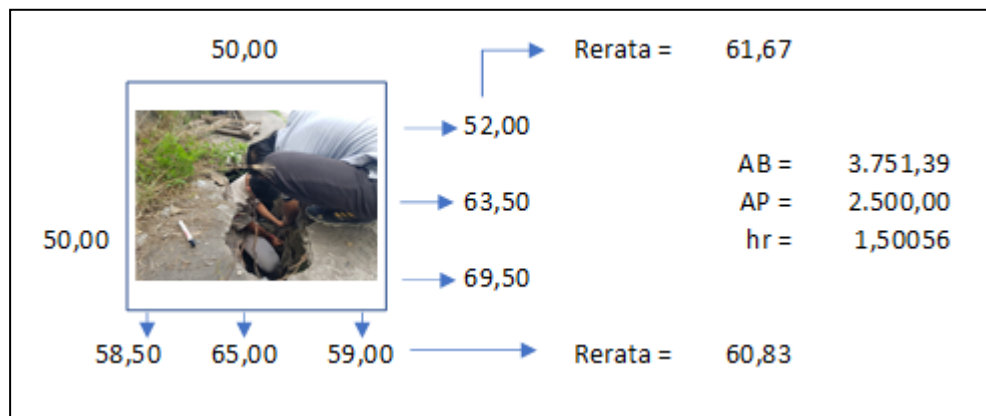 50,00 Rerata = 61,67
52,00
AB = 3.751,39
63,50 AP = 2.500,00
50,00 hr = 1,50056
69,50
58,50 65,00 59,00 Rerata = 60,83